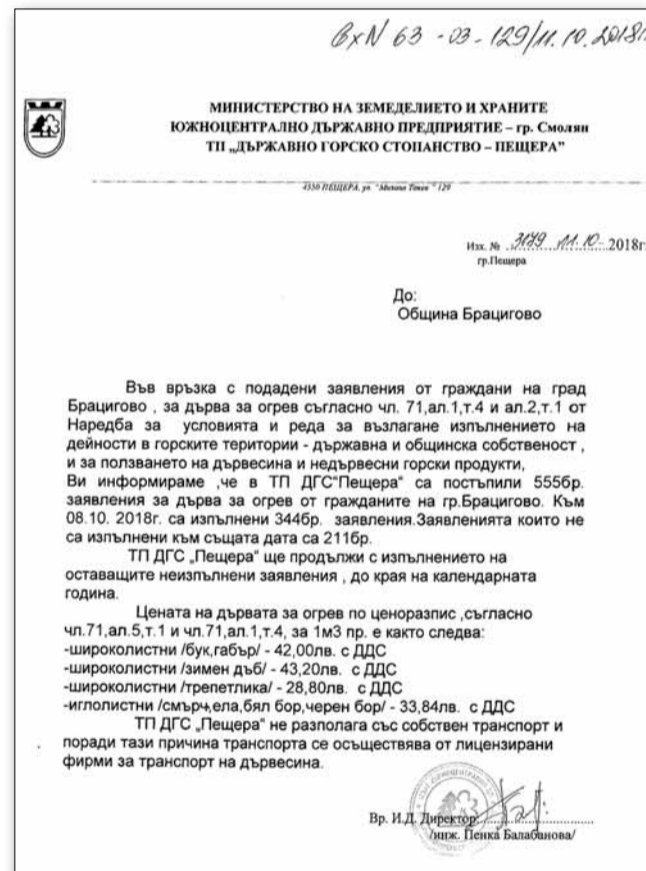 вхN 63 - 03 - 129/11.10.2018г.
МИНИСТЕРСТВО НА ЗЕМЕДЕЛИЕТО И ХРАНИТЕ
ЮЖНОЦЕНТРАЛНО ДЪРЖАВНО ПРЕДПРИЯТИЕ – гр. Смолян
ТП „ДЪРЖАВНО ГОРСКО СТОПАНСТВО – ПЕЩЕРА”
4550 ПЕЩЕРА, ул. "Михаил Такев" 129
Изх. № 3179 11.10. 2018г.
гр.Пещера
До:
Община Брацигово
Във връзка с подадени заявления от граждани на град
Брацигово , за дърва за огрев съгласно чл. 71,ал.1,т.4 и ал.2,т.1 от
Наредба за условията и реда за възлагане изпълнението на
дейности в горските територии - държавна и общинска собственост ,
и за ползването на дървесина и недървесни горски продукти,
Ви информираме ,че в ТП ДГС"Пещера" са постъпили 555бр.
заявления за дърва за огрев от гражданите на гр.Брацигово. Към
08.10. 2018г. са изпълнени 344бр. заявления.Заявленията които не
са изпълнени към същата дата са 211бр.
ТП ДГС „Пещера" ще продължи с изпълнението на
оставащите неизпълнени заявления , до края на календарната
година.
Цената на дървата за огрев по ценоразпис ,съгласно
чл.71,ал.5,т.1 и чл.71,ал.1,т.4, за 1м3 пр. е както следва:
-широколистни /бук,габър/ - 42,00лв. с ДДС
-широколистни /зимен дъб/ - 43,20лв. с ДДС
-широколистни /трепетлика/ - 28,80лв. с ДДС
-иглолистни /смърч,ела,бял бор,черен бор/ - 33,84лв. с ДДС
ТП ДГС „Пещера" не разполага със собствен транспорт и
поради тази причина транспорта се осъществява от лицензирани
фирми за транспорт на дървесина.
Вр. И.Д. Директор:
/инж. Пенка Балабанова/